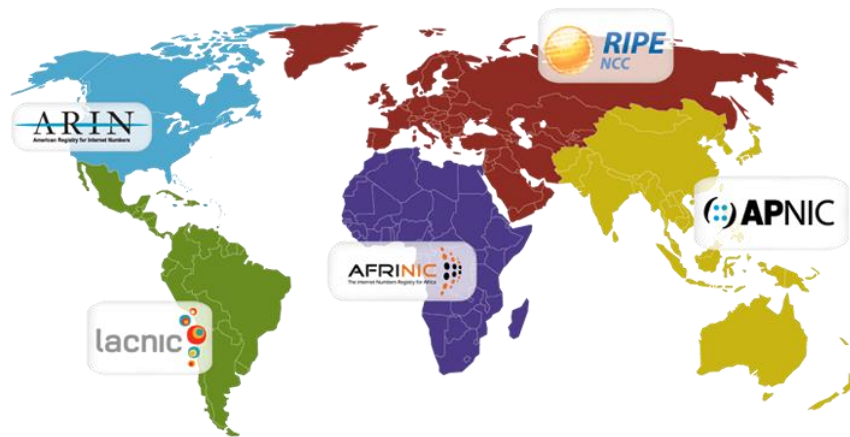 RIPE
NCC
ARIN
American Registry for Internet Numbers
APNIC
AFRINIC
The Internet Numbers Registry for Africa
lacnic